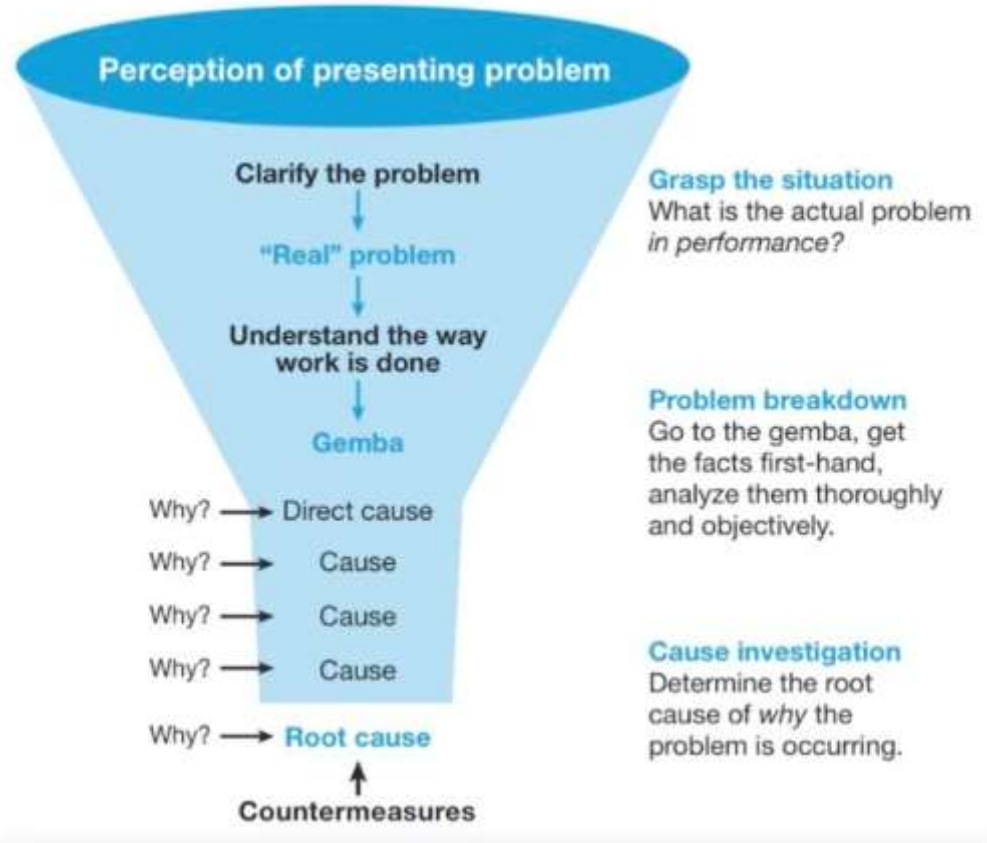 Perception of presenting problem
Clarify the problem
“Real” problem
Understand the way
work is done
Gemba
Why? Direct cause
Why? Cause
Why? Cause
Why? Cause
Why? Root cause
Countermeasures
Grasp the situation
What is the actual problem
in performance?
Problem breakdown
Go to the gemba, get
the facts first-hand,
analyze them thoroughly
and objectively.
Cause investigation
Determine the root
cause of why the
problem is occurring.